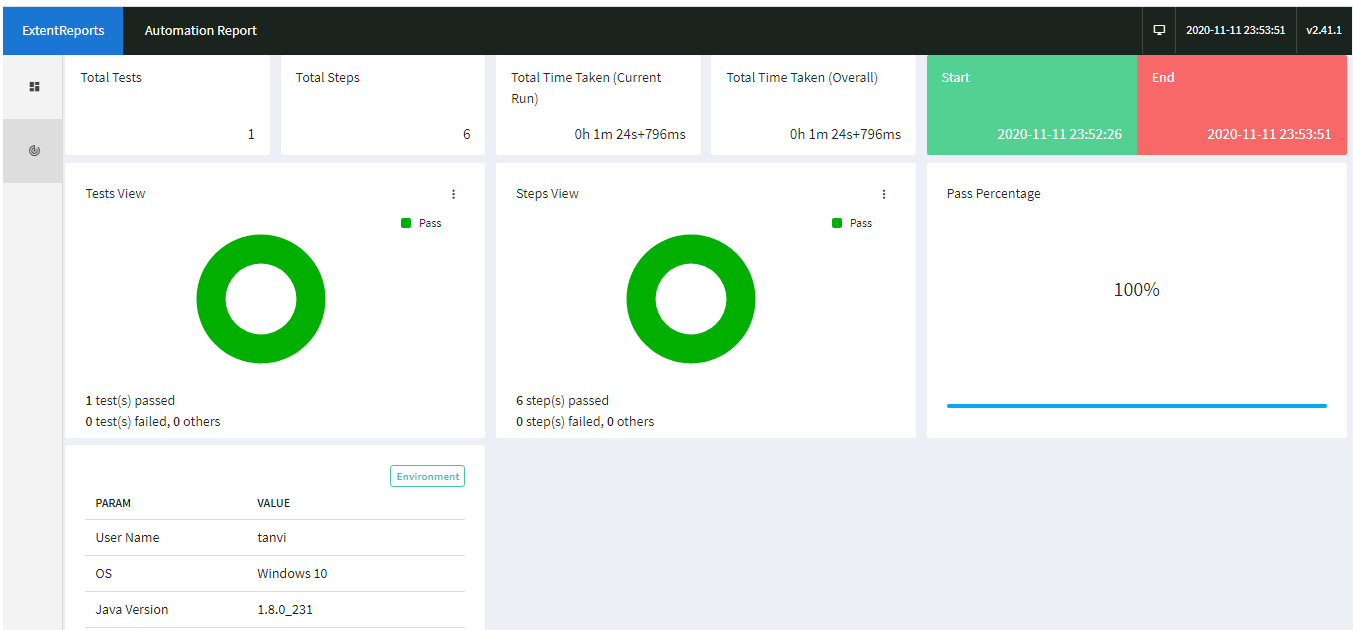 ExtentReports
Automation Report
2020-11-11 23:53:51
v2.41.1
Total Tests
1
Total Steps
6
Total Time Taken (Current
Run)
0h 1m 24s+796ms
Total Time Taken (Overall)
0h 1m 24s+796ms
Start
2020-11-11 23:52:26
End
2020-11-11 23:53:51
Tests View
Pass
1 test(s) passed
0 test(s) failed, 0 others
Steps View
Pass
6 step(s) passed
0 step(s) failed, 0 others
Pass Percentage
100%
Environment
PARAM VALUE
User Name tanvi
OS Windows 10
Java Version 1.8.0_231